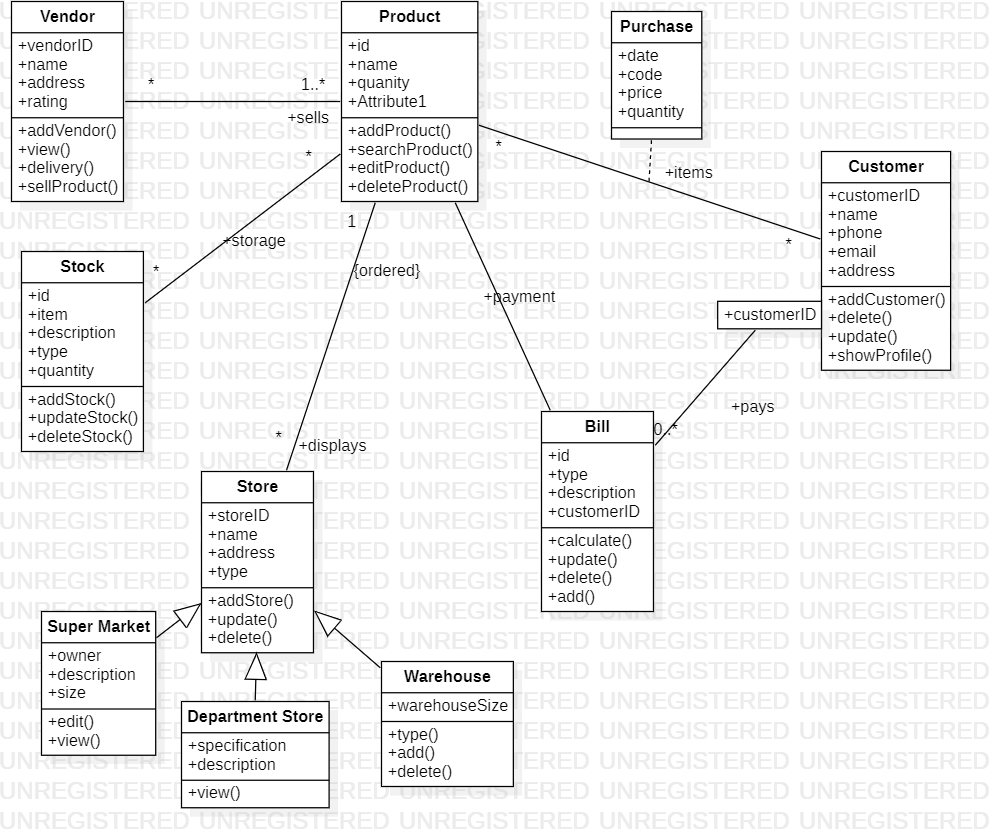 Vendor
+vendorID
+name
+address
+rating
+addVendor()
+view()
+delivery()
+sellProduct()
*
1..*
+sells
Product
+id
+name
+quanity
+Attribute1
+addProduct()
+searchProduct()
+editProduct()
+deleteProduct()
Purchase
+date
+code
+price
+quantity
*
+items
*
Customer
+customerID
+name
+phone
+email
+address
+addCustomer()
+delete()
+update()
+showProfile()
+customerID
*
+storage
*
Stock
+id
+item
+description
+type
+quantity
+addStock()
+updateStock()
+deleteStock()
1
{ordered}
*
+displays
+payment
+pays
0..*
Bill
+id
+type
+description
+customerID
+calculate()
+update()
+delete()
+add()
Store
+storeID
+name
+address
+type
+addStore()
+update()
+delete()
Super Market
+owner
+description
+size
+edit()
+view()
Department Store
+specification
+description
+view()
Warehouse
+warehouseSize
+type()
+add()
+delete()
UNREGISTERED